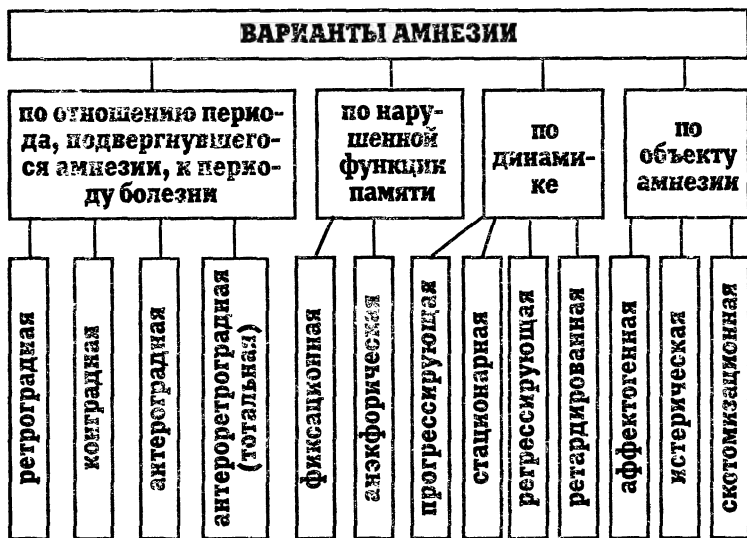 ВАРИАНТЫ АМНЕЗИИ
по отношению перио-
да, подвергнувшего-
ся амнезии, к перио-
ду болезни
по нару-
шенной
функции
памяти
по
динами-
ке
по
объекту
амнезии
ретроградная
конградная
антероградная
антероретроградная
(тотальная)
фиксационная
анэкфорическая
прогрессирующая
стационарная
регрессирующая
ретардированная
аффектогенная
истерическая
скотомизационная